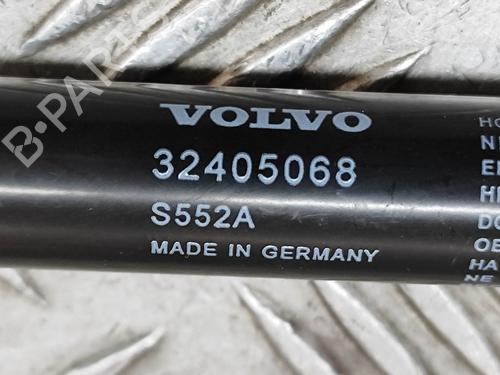 VOLVO
32405068
S552A
MADE IN GERMANY
B-PARTS